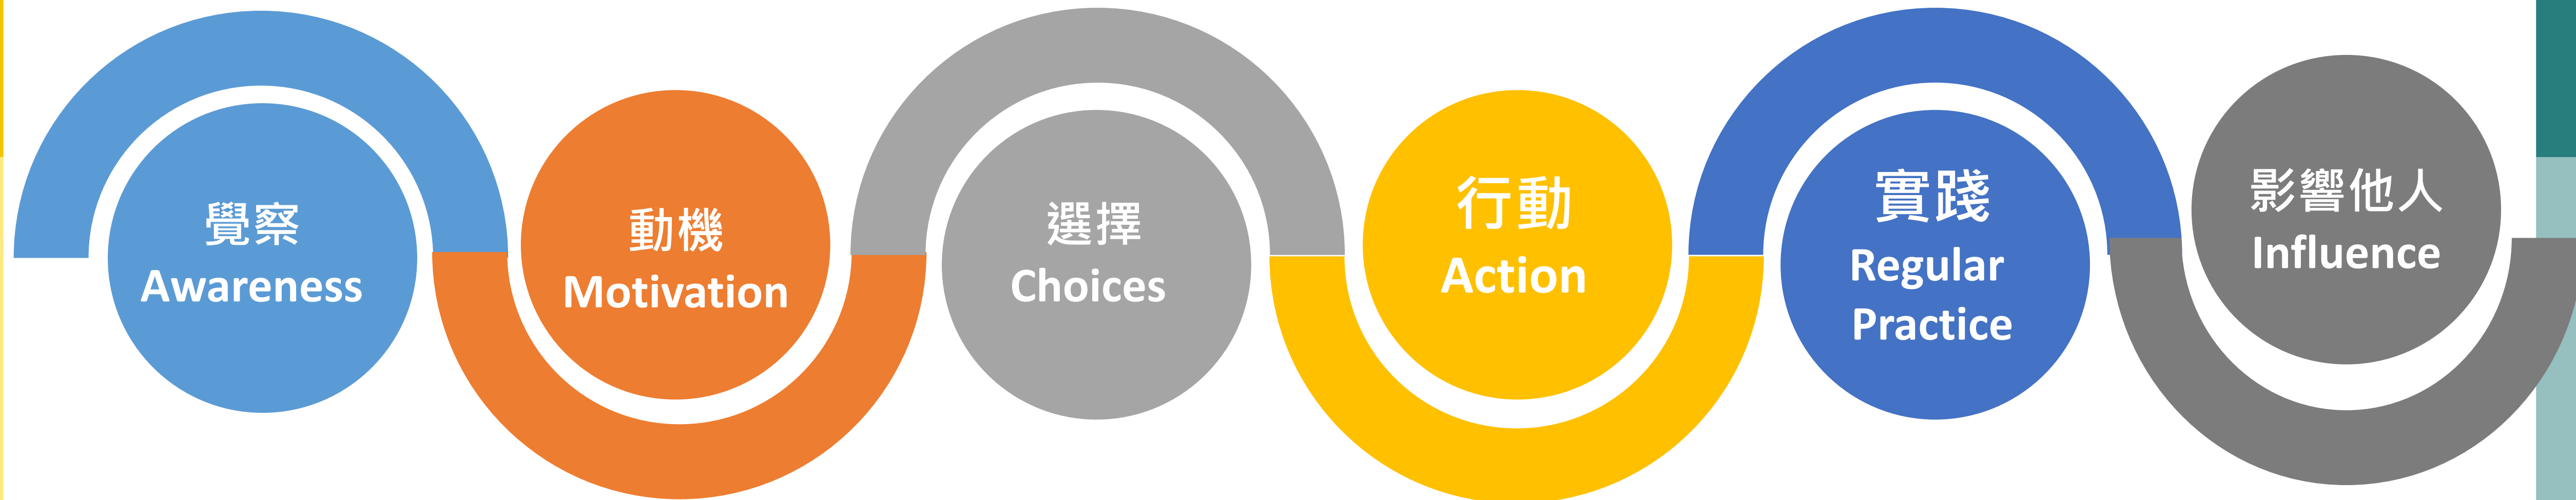 覺察
Awareness
動機
Motivation
選擇
Choices
行動
Action
實踐
Regular
Practice
影響他人
Influence